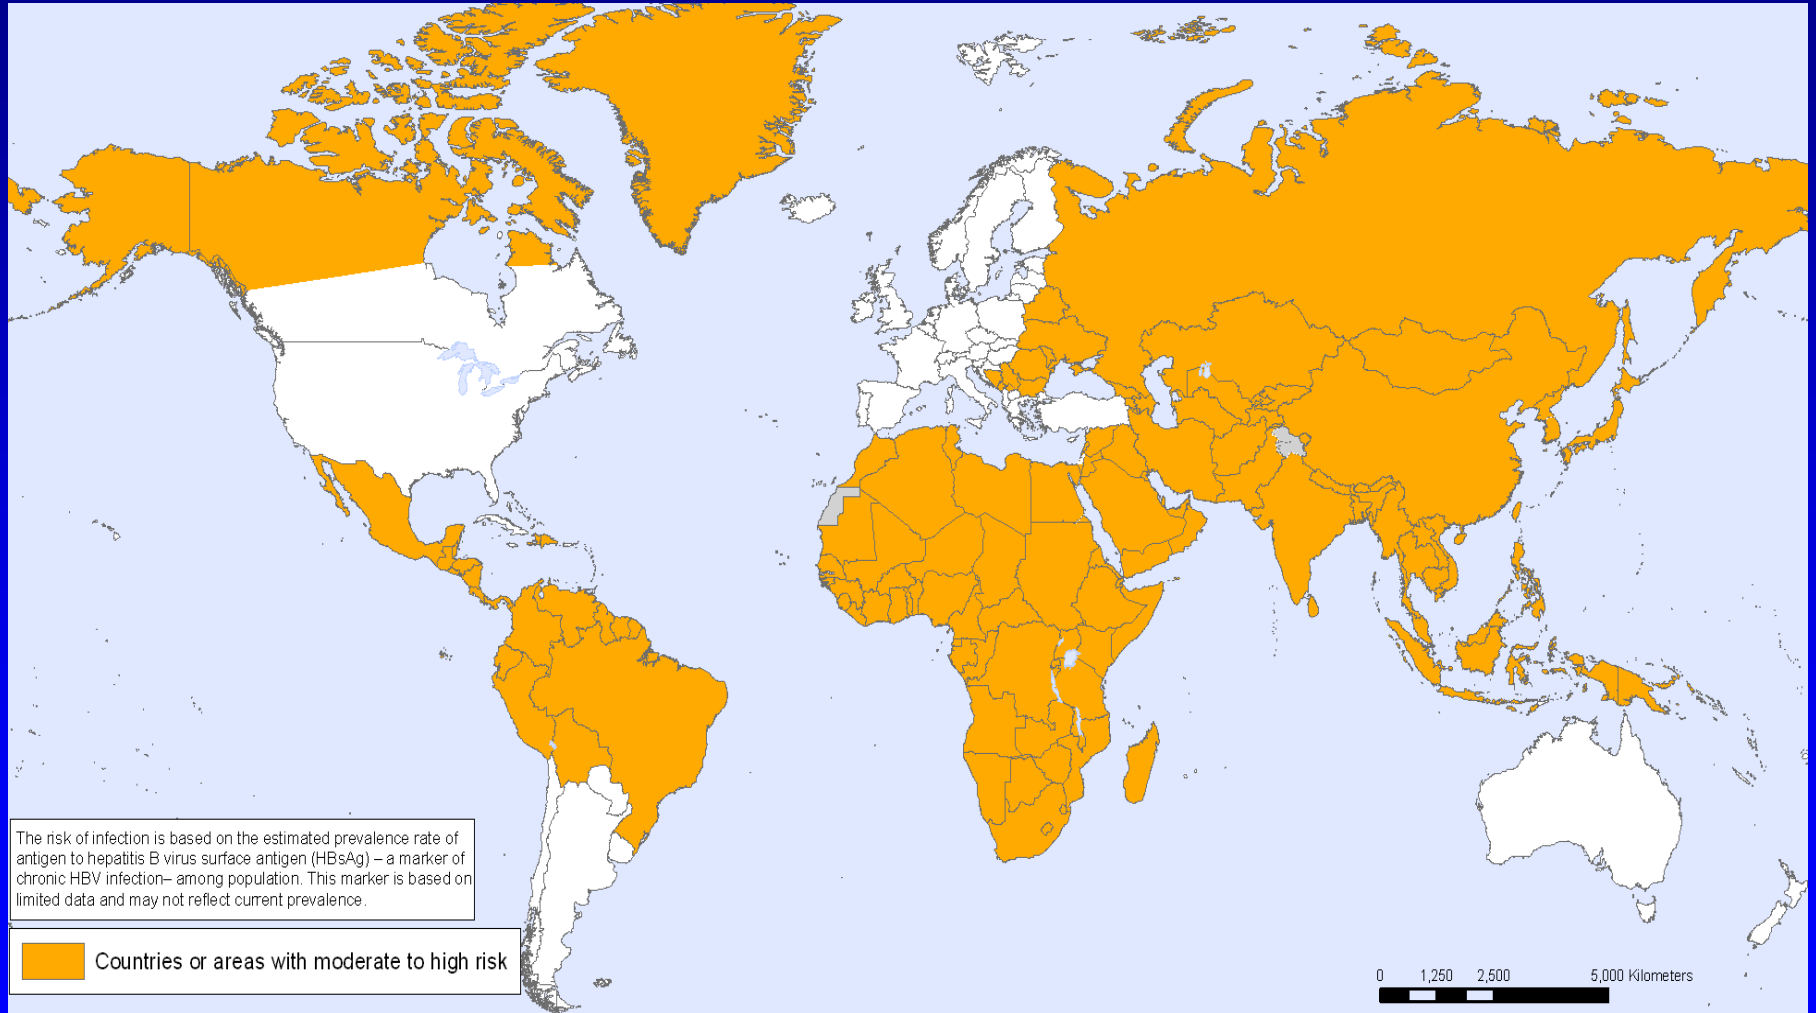 The risk of infection is based on the estimated prevalence rate of
antigen to hepatitis B virus surface antigen (HBsAg) – a marker of
chronic HBV infection– among population. This marker is based on
limited data and may not reflect current prevalence.
Countries or areas with moderate to high risk
0 1,250 2,500 5,000 Kilometers